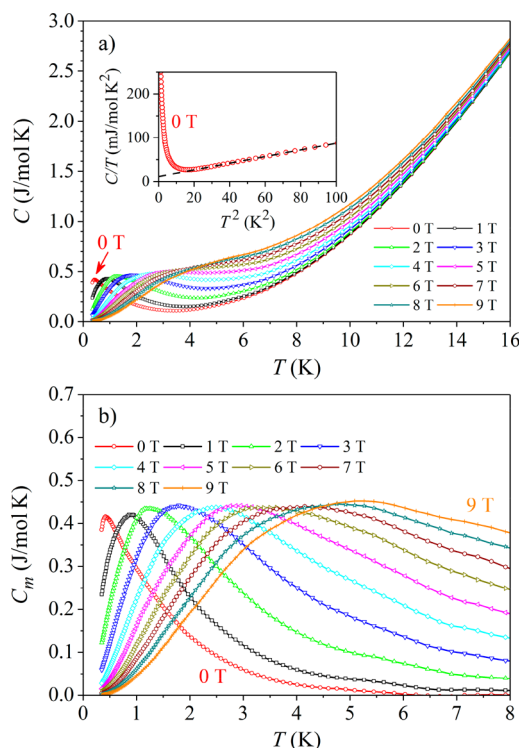 a)
3.0
2.5
2.0
1.5
1.0
0.5
0.0
C (J/mol K)
200
100
0
C/T (mJ/mol K²)
0 T
0 20 40 60 80 100
T² (K²)
0 T
0 T 1 T
2 T 3 T
4 T 5 T
6 T 7 T
8 T 9 T
0 2 4 6 8 10 12 14 16
T (K)
b)
0.7
0.6
0.5
0.4
0.3
0.2
0.1
0.0
C_m (J/mol K)
0 T 1 T 2 T 3 T
4 T 5 T 6 T 7 T
8 T 9 T
9 T
0 T
0 1 2 3 4 5 6 7 8
T (K)